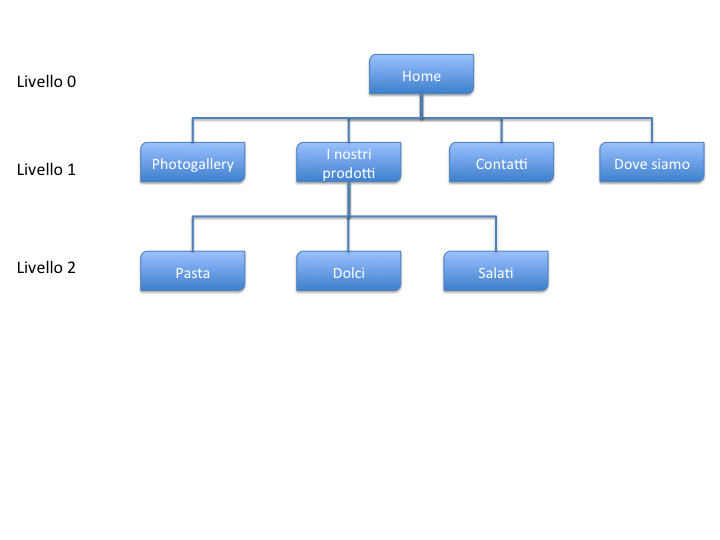 Livello 0
Home
Livello 1
Photogallery
I nostri
prodotti
Contatti
Dove siamo
Livello 2
Pasta
Dolci
Salati